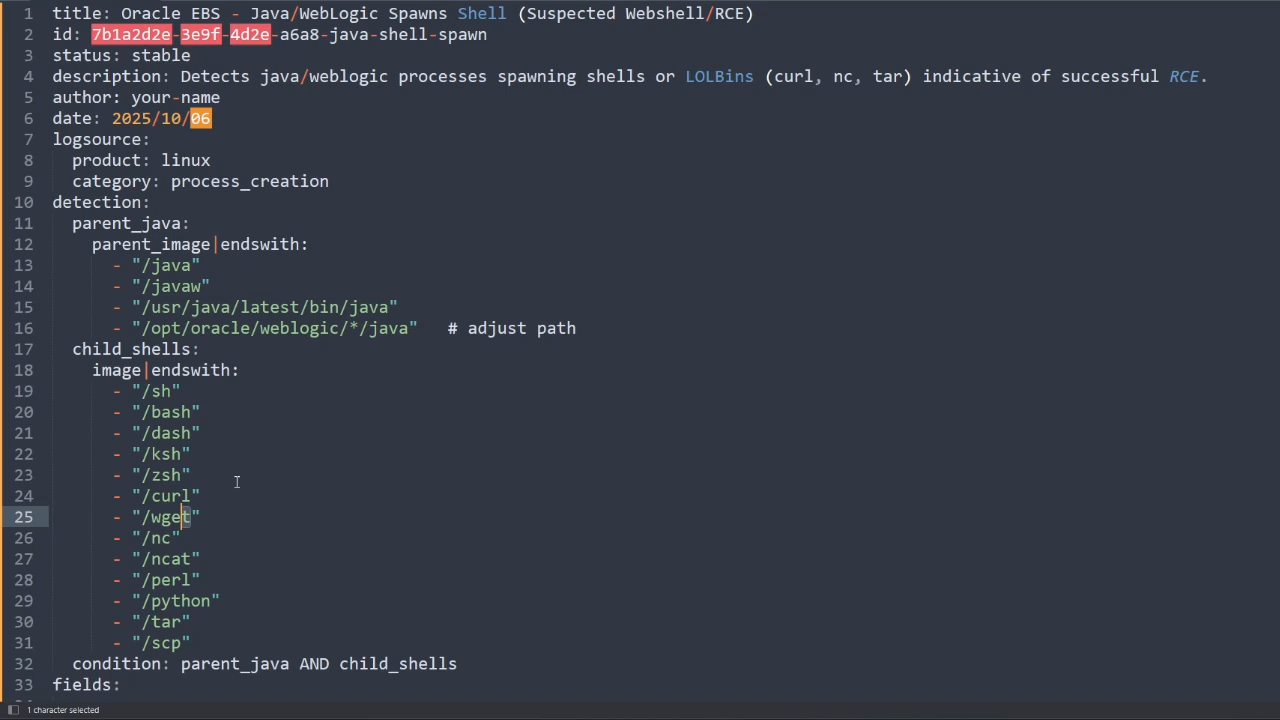 1 title: Oracle EBS - Java/WebLogic Spawns Shell (Suspected Webshell/RCE)
2 id: 7b1a2d2e-3e9f-4d2e-a6a8-java-shell-spawn
3 status: stable
4 description: Detects java/weblogic processes spawning shells or LOLBins (curl, nc, tar) indicative of successful RCE.
5 author: your-name
6 date: 2025/10/06
7 logsource:
8   product: linux
9   category: process_creation
10 detection:
11   parent_java:
12     parent_image|endswith:
13       - "/java"
14       - "/javaw"
15       - "/usr/java/latest/bin/java"
16       - "/opt/oracle/weblogic/*/java"   # adjust path
17   child_shells:
18     image|endswith:
19       - "/sh"
20       - "/bash"
21       - "/dash"
22       - "/ksh"
23       - "/zsh"
24       - "/curl"
25       - "/wget"
26       - "/nc"
27       - "/ncat"
28       - "/perl"
29       - "/python"
30       - "/tar"
31       - "/scp"
32   condition: parent_java AND child_shells
33 fields:
1 character selected